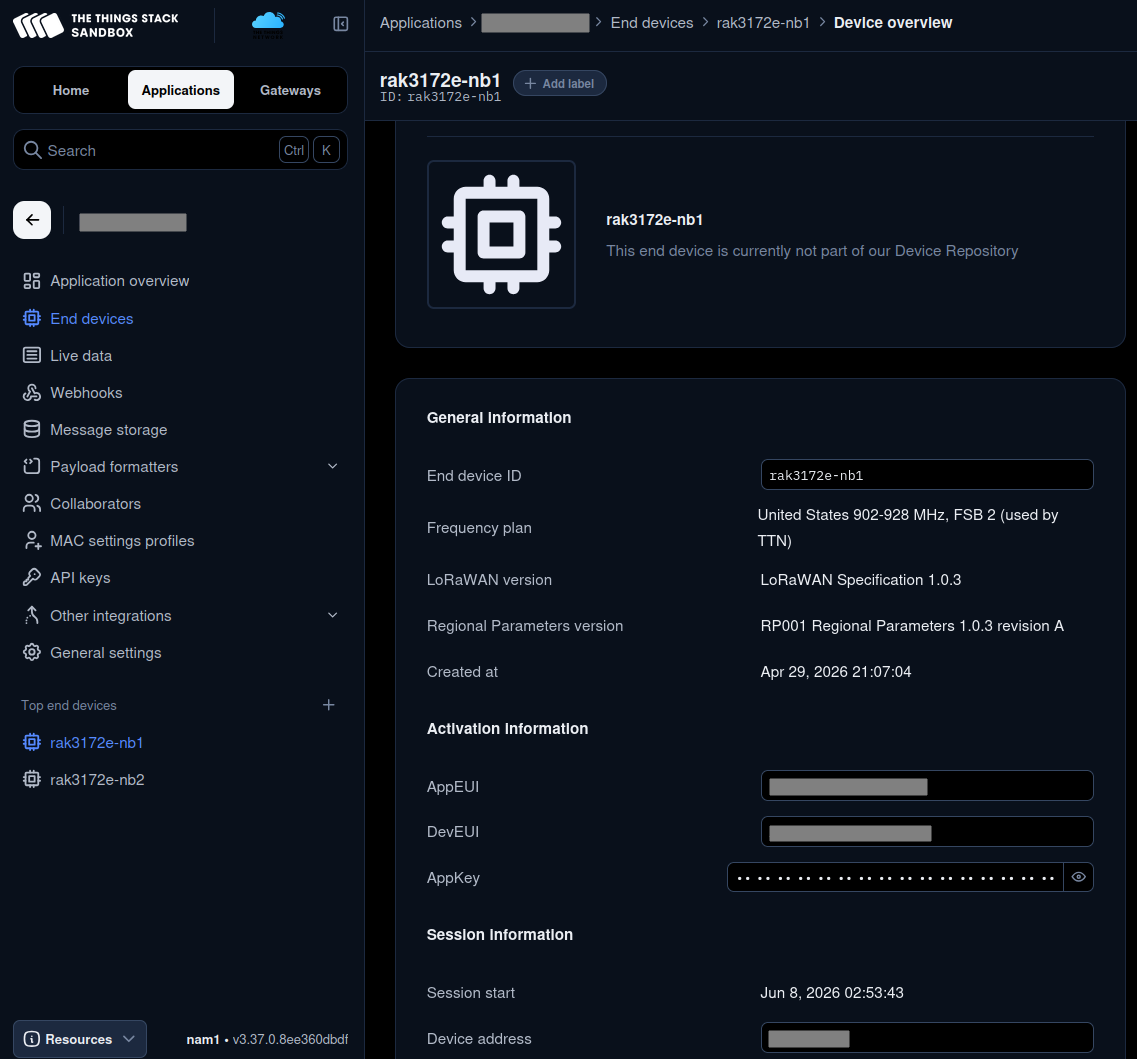 THE THINGS STACK
SANDBOX
Applications
End devices
rak3172e-nb1
Device overview
Home
Applications
Gateways
rak3172e-nb1
Add label
ID: rak3172e-nb1
Search
Ctrl
K
Application overview
End devices
Live data
Webhooks
Message storage
Payload formatters
Collaborators
MAC settings profiles
API keys
Other integrations
General settings
Top end devices
rak3172e-nb1
rak3172e-nb2
Resources
nam1 • v3.37.0.8ee360dbdf
rak3172e-nb1
This end device is currently not part of our Device Repository
General information
End device ID
rak3172e-nb1
Frequency plan
United States 902-928 MHz, FSB 2 (used by
TTN)
LoRaWAN version
LoRaWAN Specification 1.0.3
Regional Parameters version
RP001 Regional Parameters 1.0.3 revision A
Created at
Apr 29, 2026 21:07:04
Activation information
AppEUI
DevEUI
AppKey
•• •• •• •• •• •• •• •• •• •• •• •• •• •• •• ••
Session information
Session start
Jun 8, 2026 02:53:43
Device address